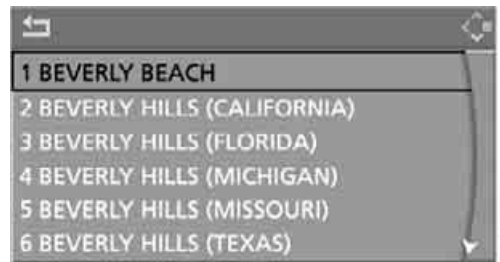 1 BEVERLY BEACH
2 BEVERLY HILLS (CALIFORNIA)
3 BEVERLY HILLS (FLORIDA)
4 BEVERLY HILLS (MICHIGAN)
5 BEVERLY HILLS (MISSOURI)
6 BEVERLY HILLS (TEXAS)